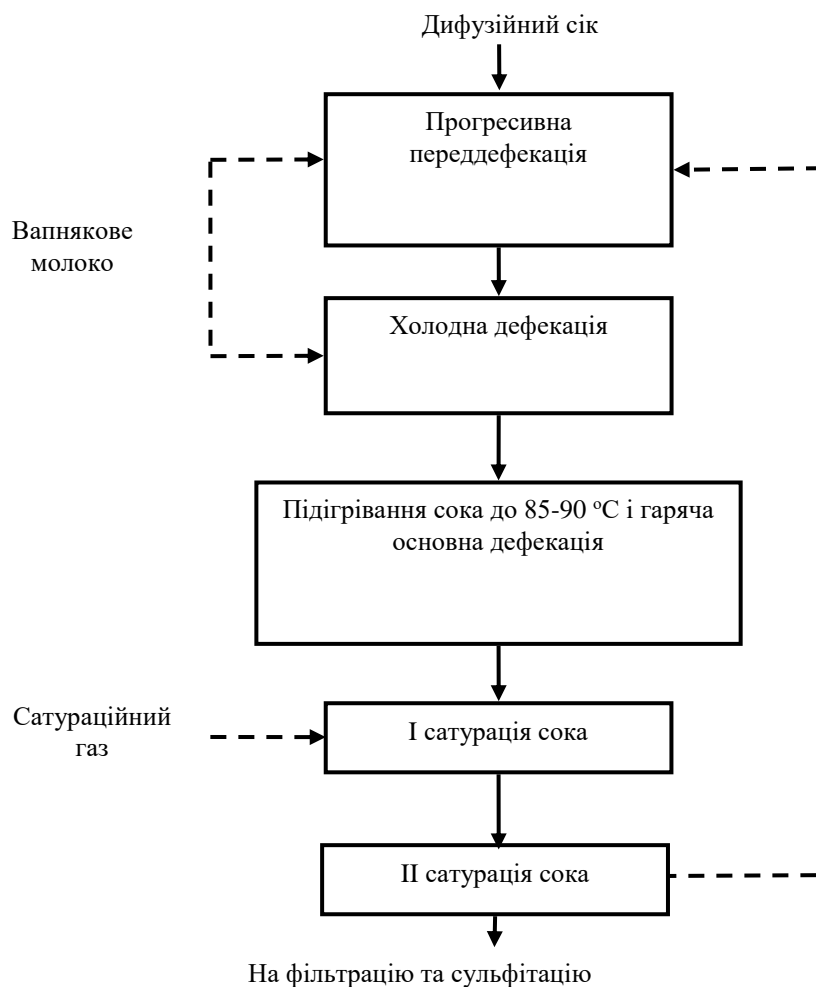 Дифузійний сік
Прогресивна
переддефекація
Вапнякове
молоко
Холодна дефекація
Підігрівання сока до 85-90 ºС і гаряча
основна дефекація
Сатураційний
газ
І сатурація сока
ІІ сатурація сока
На фільтрацію та сульфітацію